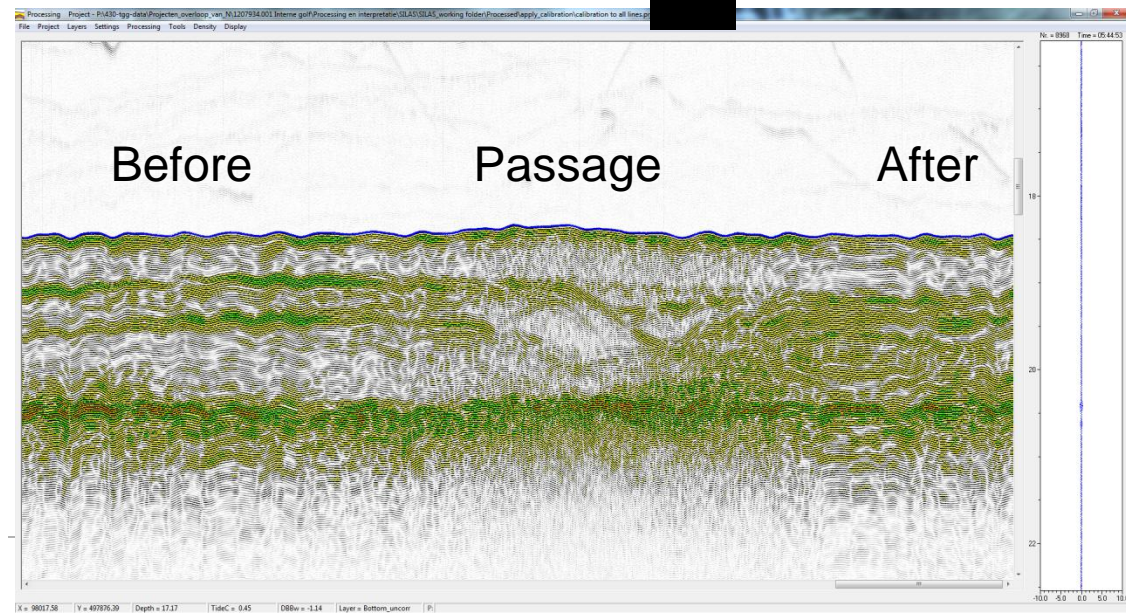 Processing Project - P:\430-tgg-data\Projecten_overloop_van_N\1207934.001 Interne golf\Processing en interpretatie\SILAS\SILAS_working folder\Processed\apply_calibration\calibration to all lines.prj
File Project Layers Settings Processing Tools Density Display
Nr. = 8968 Time = 05:44:53
Before Passage After
18
20
22
-10.0 -5.0 0.0 5.0 10.0
X = 98017.58 Y = 497876.39 Depth = 17.17 TideC = 0.45 DBBw = -1.14 Layer = Bottom_uncorr P: